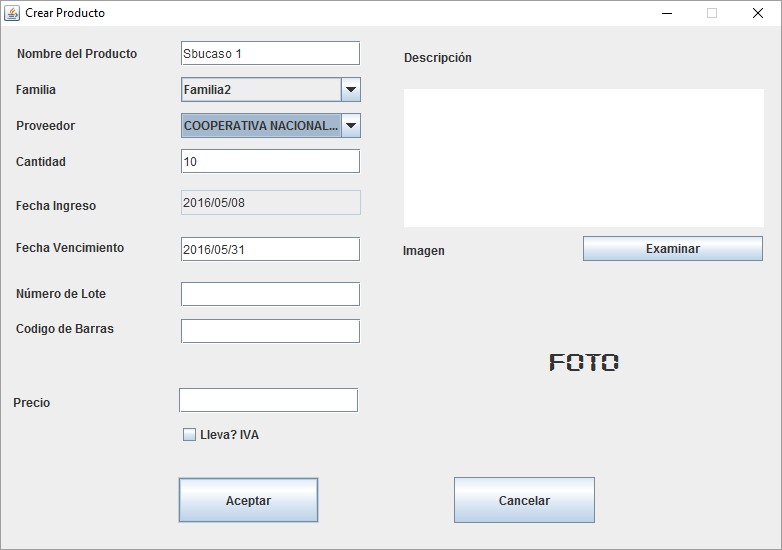 Crear Producto
Nombre del Producto
Sbucaso 1
Familia
Familia2
Proveedor
COOPERATIVA NACIONAL...
Cantidad
10
Fecha Ingreso
2016/05/08
Fecha Vencimiento
2016/05/31
Número de Lote
Codigo de Barras
Precio
Lleva? IVA
Descripción
Imagen
Examinar
FOTO
Aceptar
Cancelar